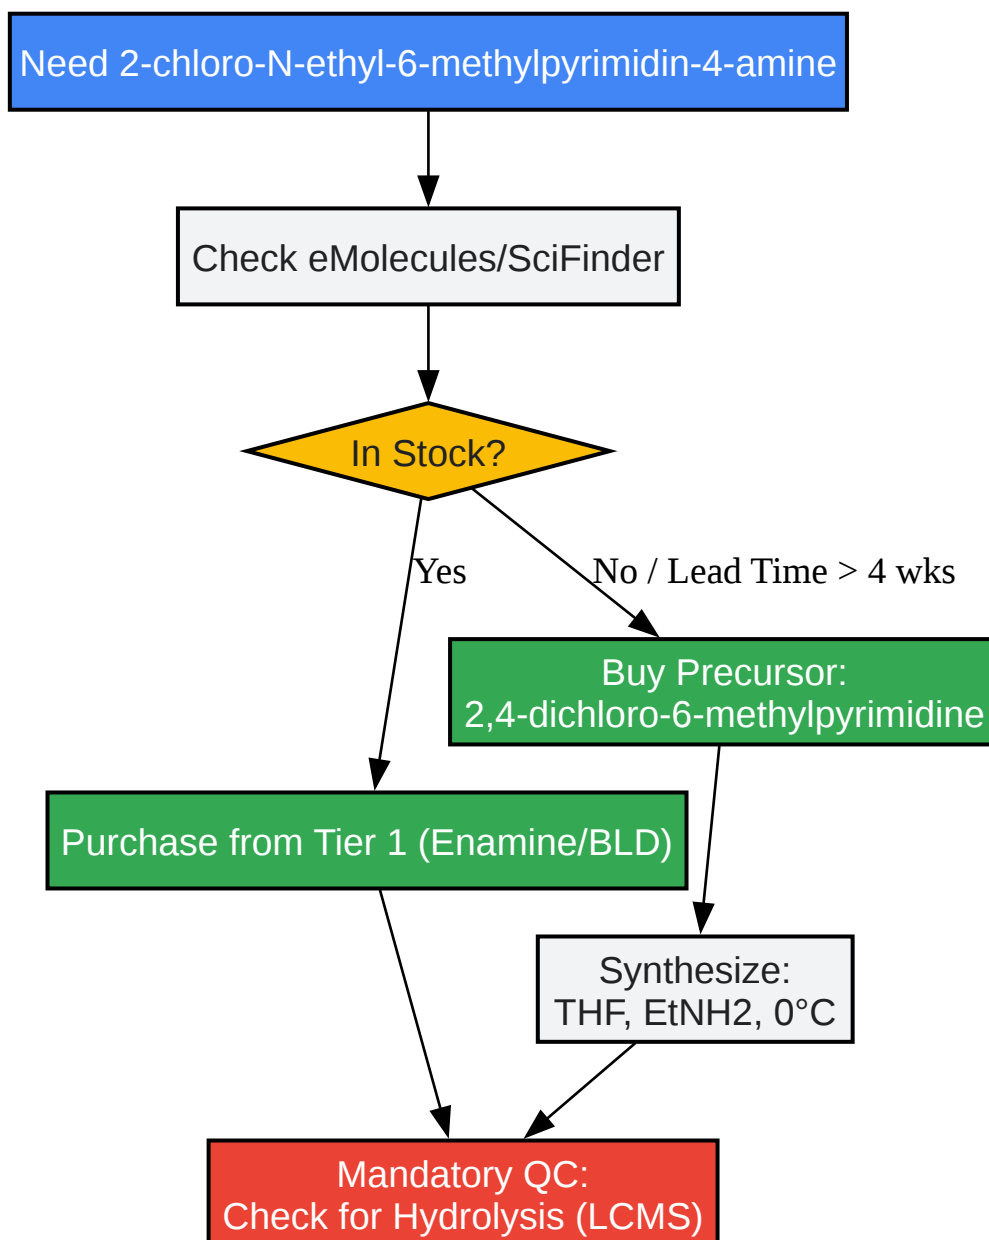 Need 2-chloro-N-ethyl-6-methylpyrimidin-4-amine
Check eMolecules/SciFinder
In Stock?
Yes
No / Lead Time > 4 wks
Buy Precursor:
2,4-dichloro-6-methylpyrimidine
Purchase from Tier 1 (Enamine/BLD)
Synthesize:
THF, EtNH2, 0°C
Mandatory QC:
Check for Hydrolysis (LCMS)